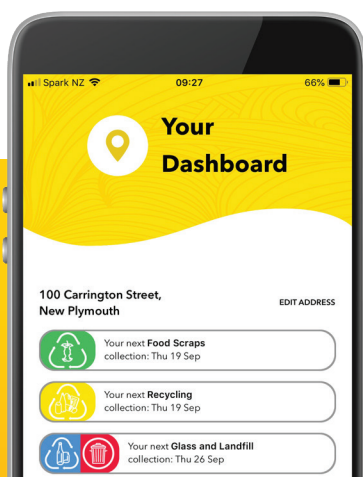 Spark NZ 09:27 66%
Your
Dashboard
100 Carrington Street,
New Plymouth
EDIT ADDRESS
Your next Food Scraps
collection: Thu 19 Sep
Your next Recycling
collection: Thu 19 Sep
Your next Glass and Landfill
collection: Thu 26 Sep